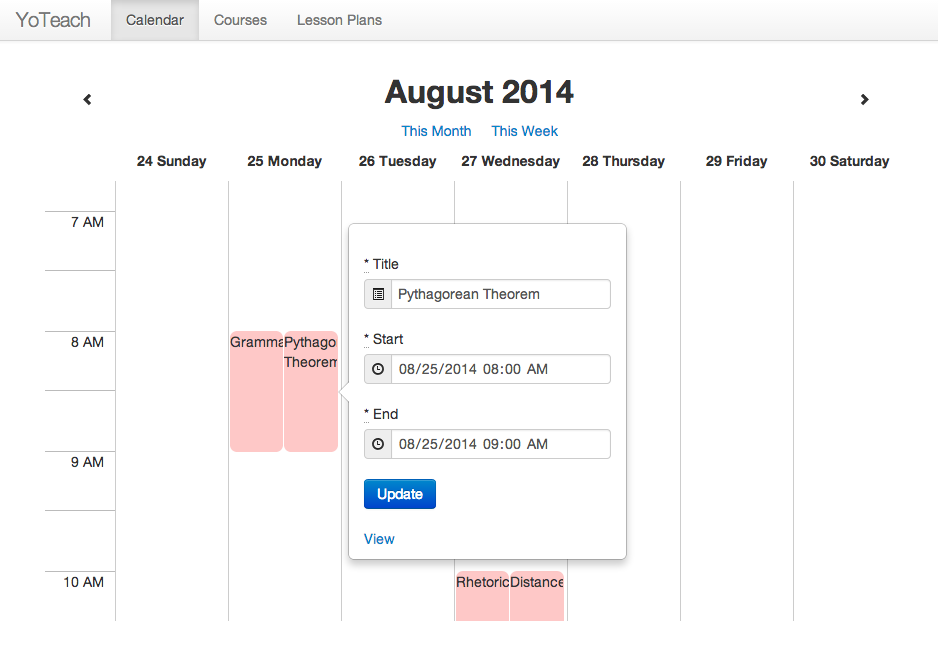 YoTeach Calendar Courses Lesson Plans
August 2014
This Month This Week
24 Sunday 25 Monday 26 Tuesday 27 Wednesday 28 Thursday 29 Friday 30 Saturday
7 AM
8 AM
Gramma Pythago
Theorem
9 AM
10 AM
* Title
Pythagorean Theorem
* Start
08/25/2014 08:00 AM
* End
08/25/2014 09:00 AM
Update
View
Rhetoric Distance